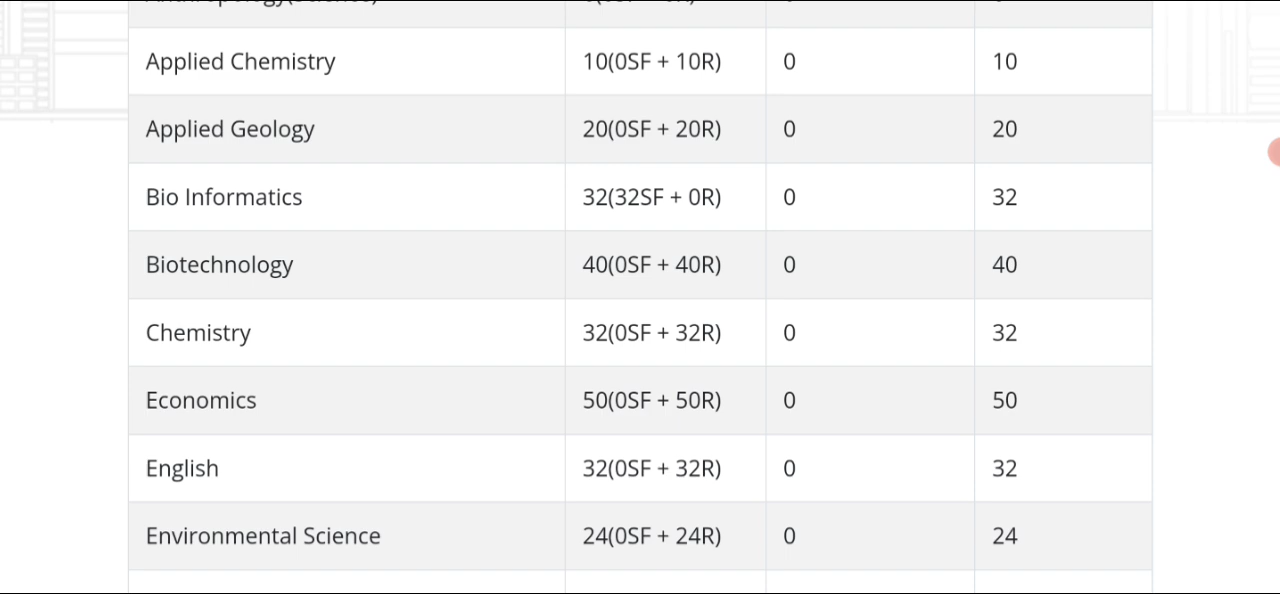 Applied Chemistry 10(0SF + 10R) 0 10
Applied Geology 20(0SF + 20R) 0 20
Bio Informatics 32(32SF + 0R) 0 32
Biotechnology 40(0SF + 40R) 0 40
Chemistry 32(0SF + 32R) 0 32
Economics 50(0SF + 50R) 0 50
English 32(0SF + 32R) 0 32
Environmental Science 24(0SF + 24R) 0 24